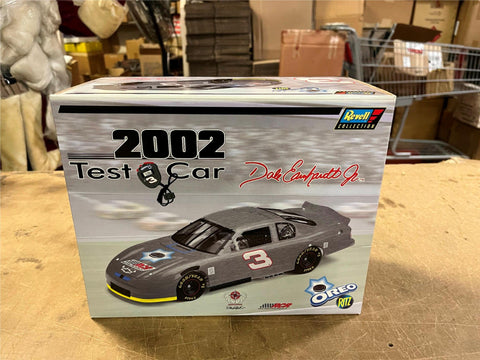 Revell
COLLECTION
2002
Test Car
Dale Earnhardt Jr.
3
OREO
RITZ